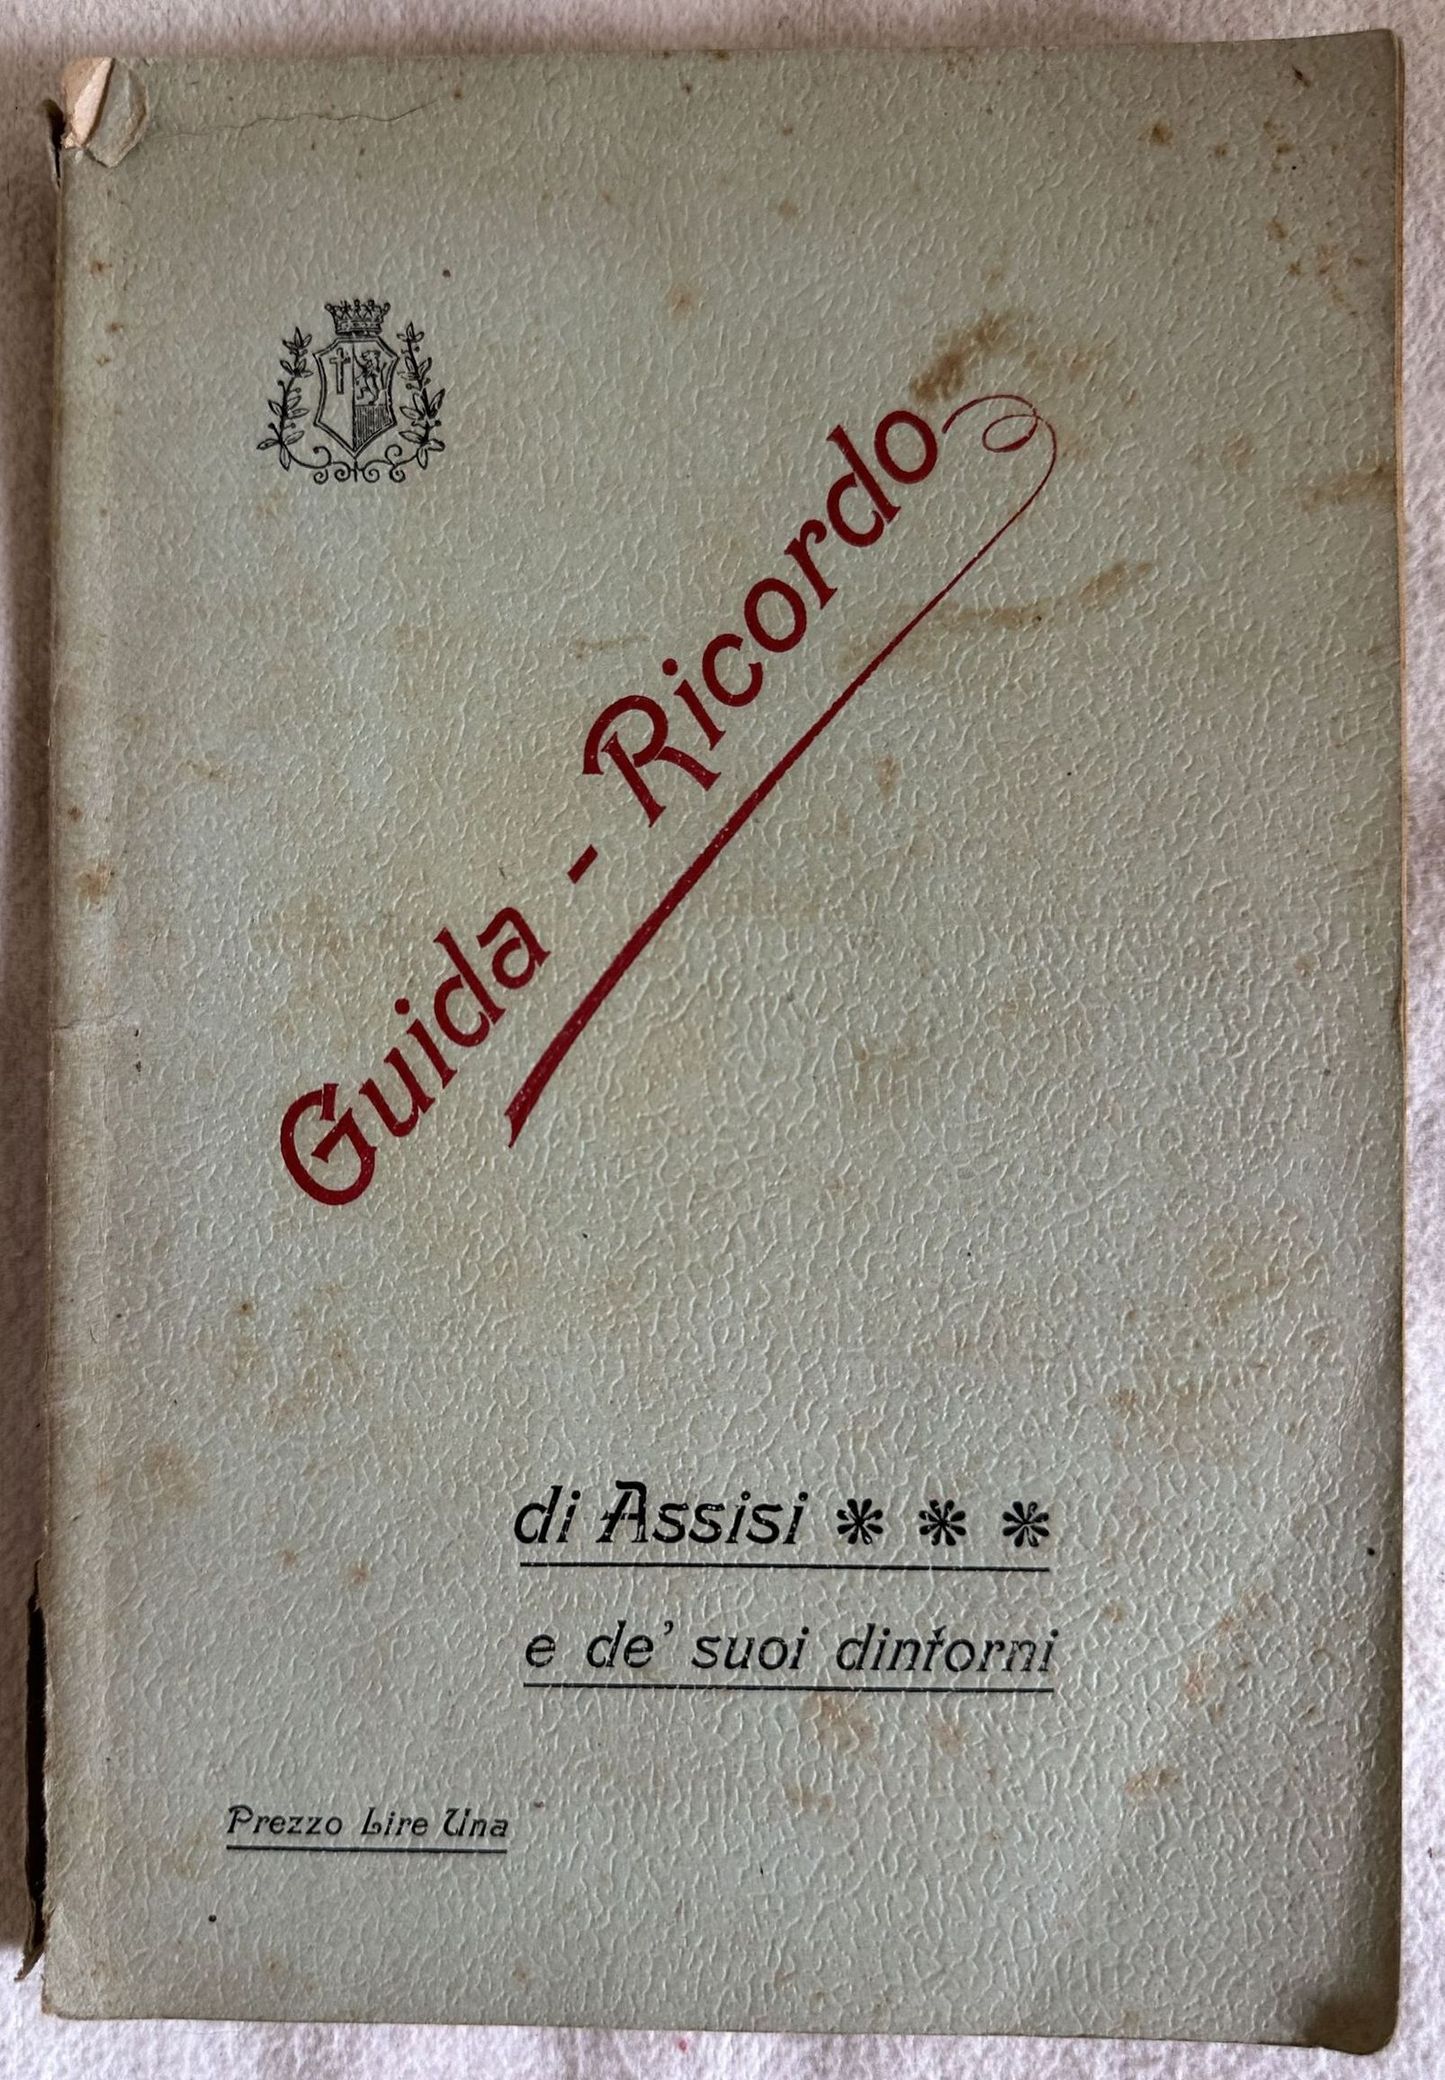 Guida - Ricordo
di Assisi * * *
e de' suoi dintorni
Prezzo Lire Una